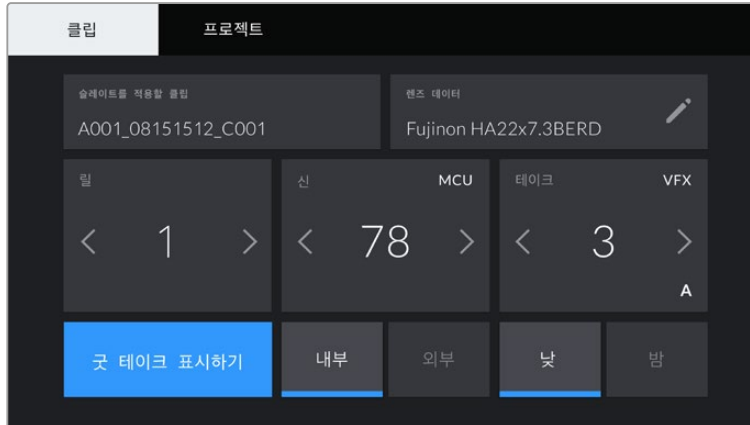 클립 프로젝트
슬레이트를 적용할 클립 렌즈 데이터
A001_08151512_C001 Fujinon HA22x7.3BERD
릴 신 MCU 테이크 VFX
1 78 3
A
굿 테이크 표시하기 내부 외부 낮 밤